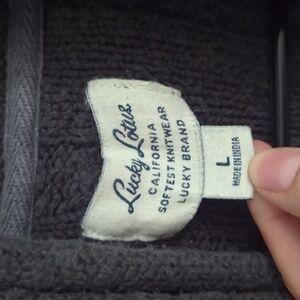 Lucky Lotus
CALIFORNIA
SOFTEST KNITWEAR
LUCKY BRAND
L
MADE IN INDIA